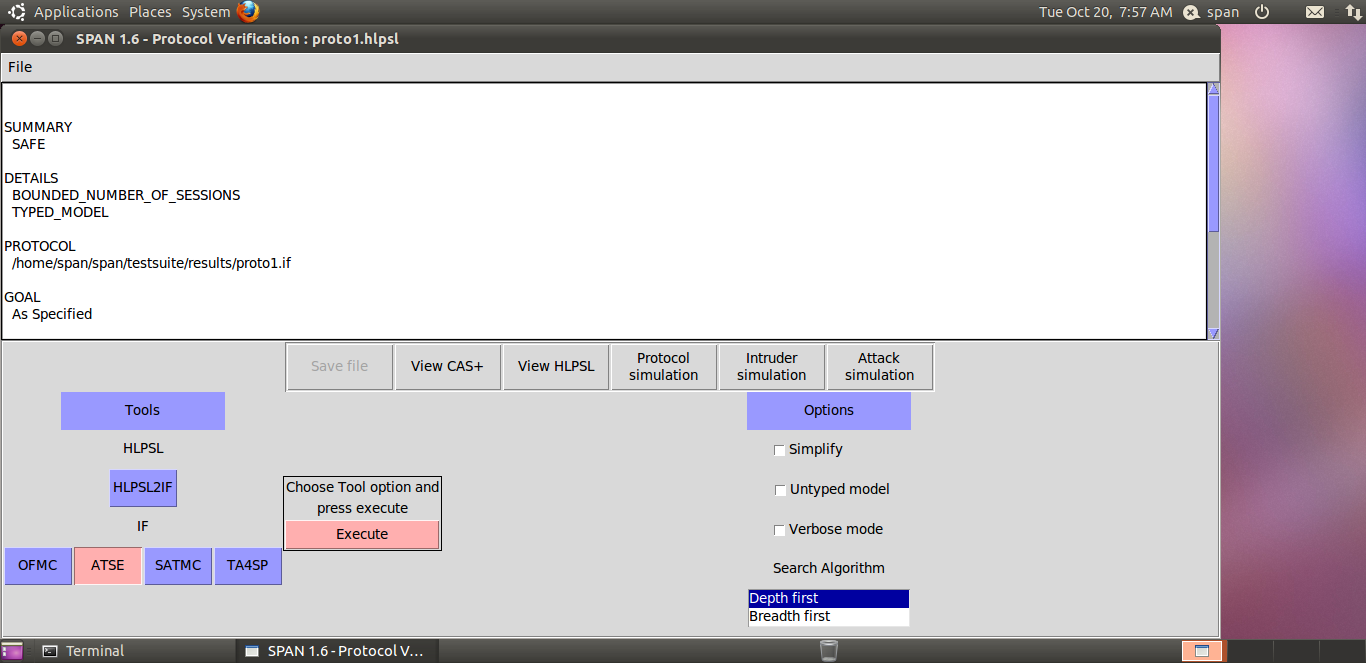 Applications Places System Tue Oct 20, 7:57 AM span
SPAN 1.6 - Protocol Verification : proto1.hlpsl
File
SUMMARY
SAFE
DETAILS
BOUNDED_NUMBER_OF_SESSIONS
TYPED_MODEL
PROTOCOL
/home/span/span/testsuite/results/proto1.if
GOAL
As Specified
Save file View CAS+ View HLPSL Protocol simulation Intruder simulation Attack simulation
Tools
Options
HLPSL
Simplify
HLPSL2IF
Choose Tool option and
press execute
Untyped model
IF
Execute
Verbose mode
OFMC ATSE SATMC TA4SP
Search Algorithm
Depth first
Breadth first
Terminal SPAN 1.6 - Protocol V...